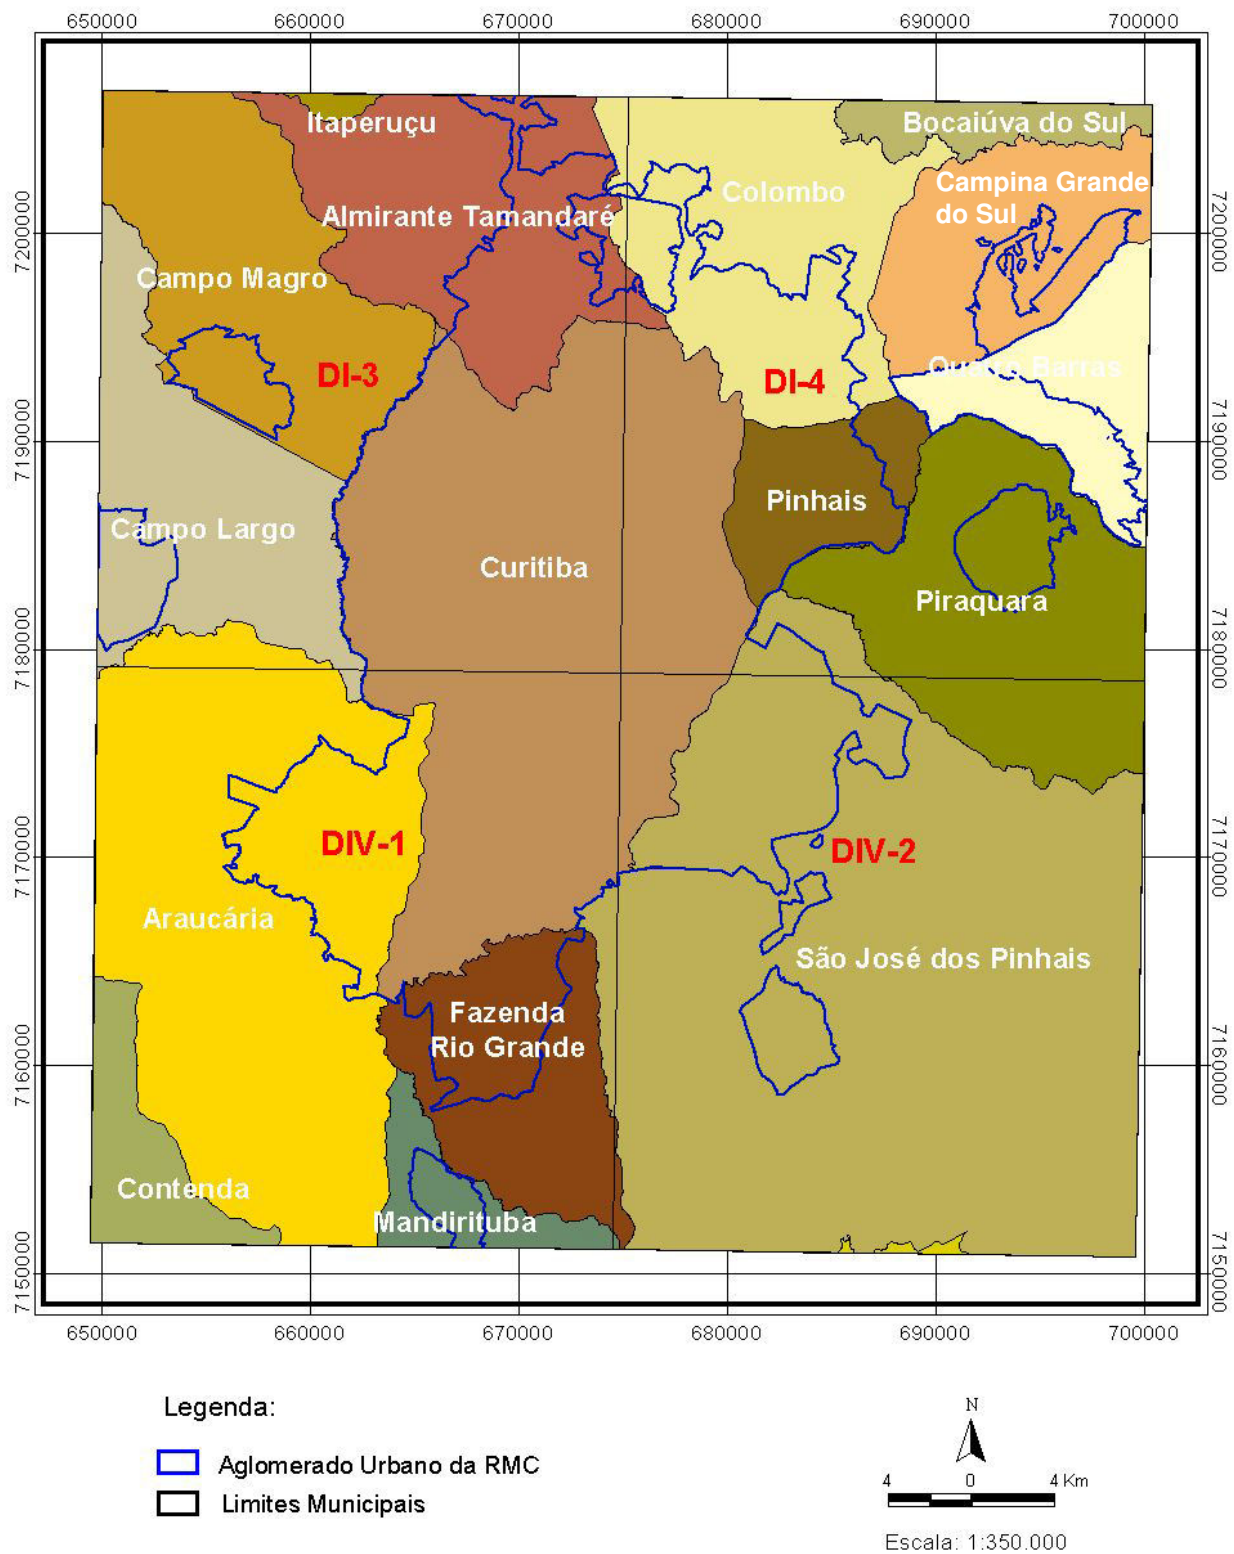 650000 660000 670000 680000 690000 700000
Itaperuçu
Bocaiúva do Sul
Campina Grande
do Sul
Colombo
Almirante Tamandaré
7200000
7200000
Campo Magro
Quatro Barras
DI-3
DI-4
7190000
7190000
Pinhais
Campo Largo
Curitiba
Piraquara
7180000
7180000
DIV-1
DIV-2
7170000
7170000
Araucária
São José dos Pinhais
Fazenda
Rio Grande
7160000
7160000
Contenda
Mandirituba
7150000
7150000
650000 660000 670000 680000 690000 700000
Legenda:
Aglomerado Urbano da RMC
Limites Municipais
N
4 0 4 Km
Escala: 1:350.000